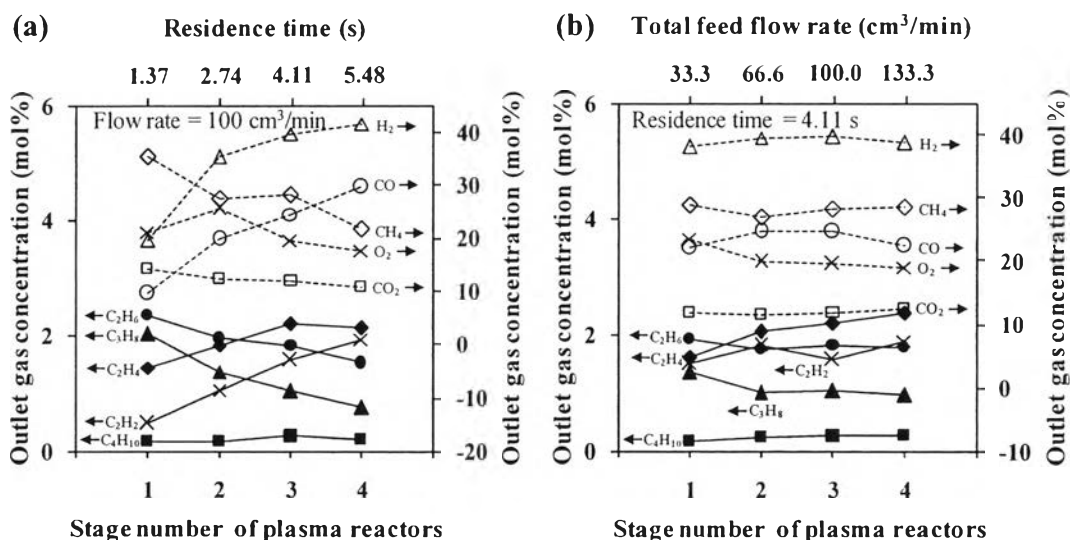 (a)
Residence time (s)
1.37 2.74 4.11 5.48
Outlet gas concentration (mol%)
6
4
2
0
Flow rate = 100 cm³/min
H₂
CO
CH₄
O₂
CO₂
C₂H₆
C₃H₈
C₂H₄
C₂H₂
C₄H₁₀
40
30
20
10
0
-10
-20
Outlet gas concentration (mol%)
1 2 3 4
Stage number of plasma reactors
(b)
Total feed flow rate (cm³/min)
33.3 66.6 100.0 133.3
6
4
2
0
Residence time = 4.11 s
H₂
CH₄
CO
O₂
CO₂
C₂H₆
C₂H₄
C₂H₂
C₃H₈
C₄H₁₀
40
30
20
10
0
-10
Outlet gas concentration (mol%)
1 2 3 4
Stage number of plasma reactors